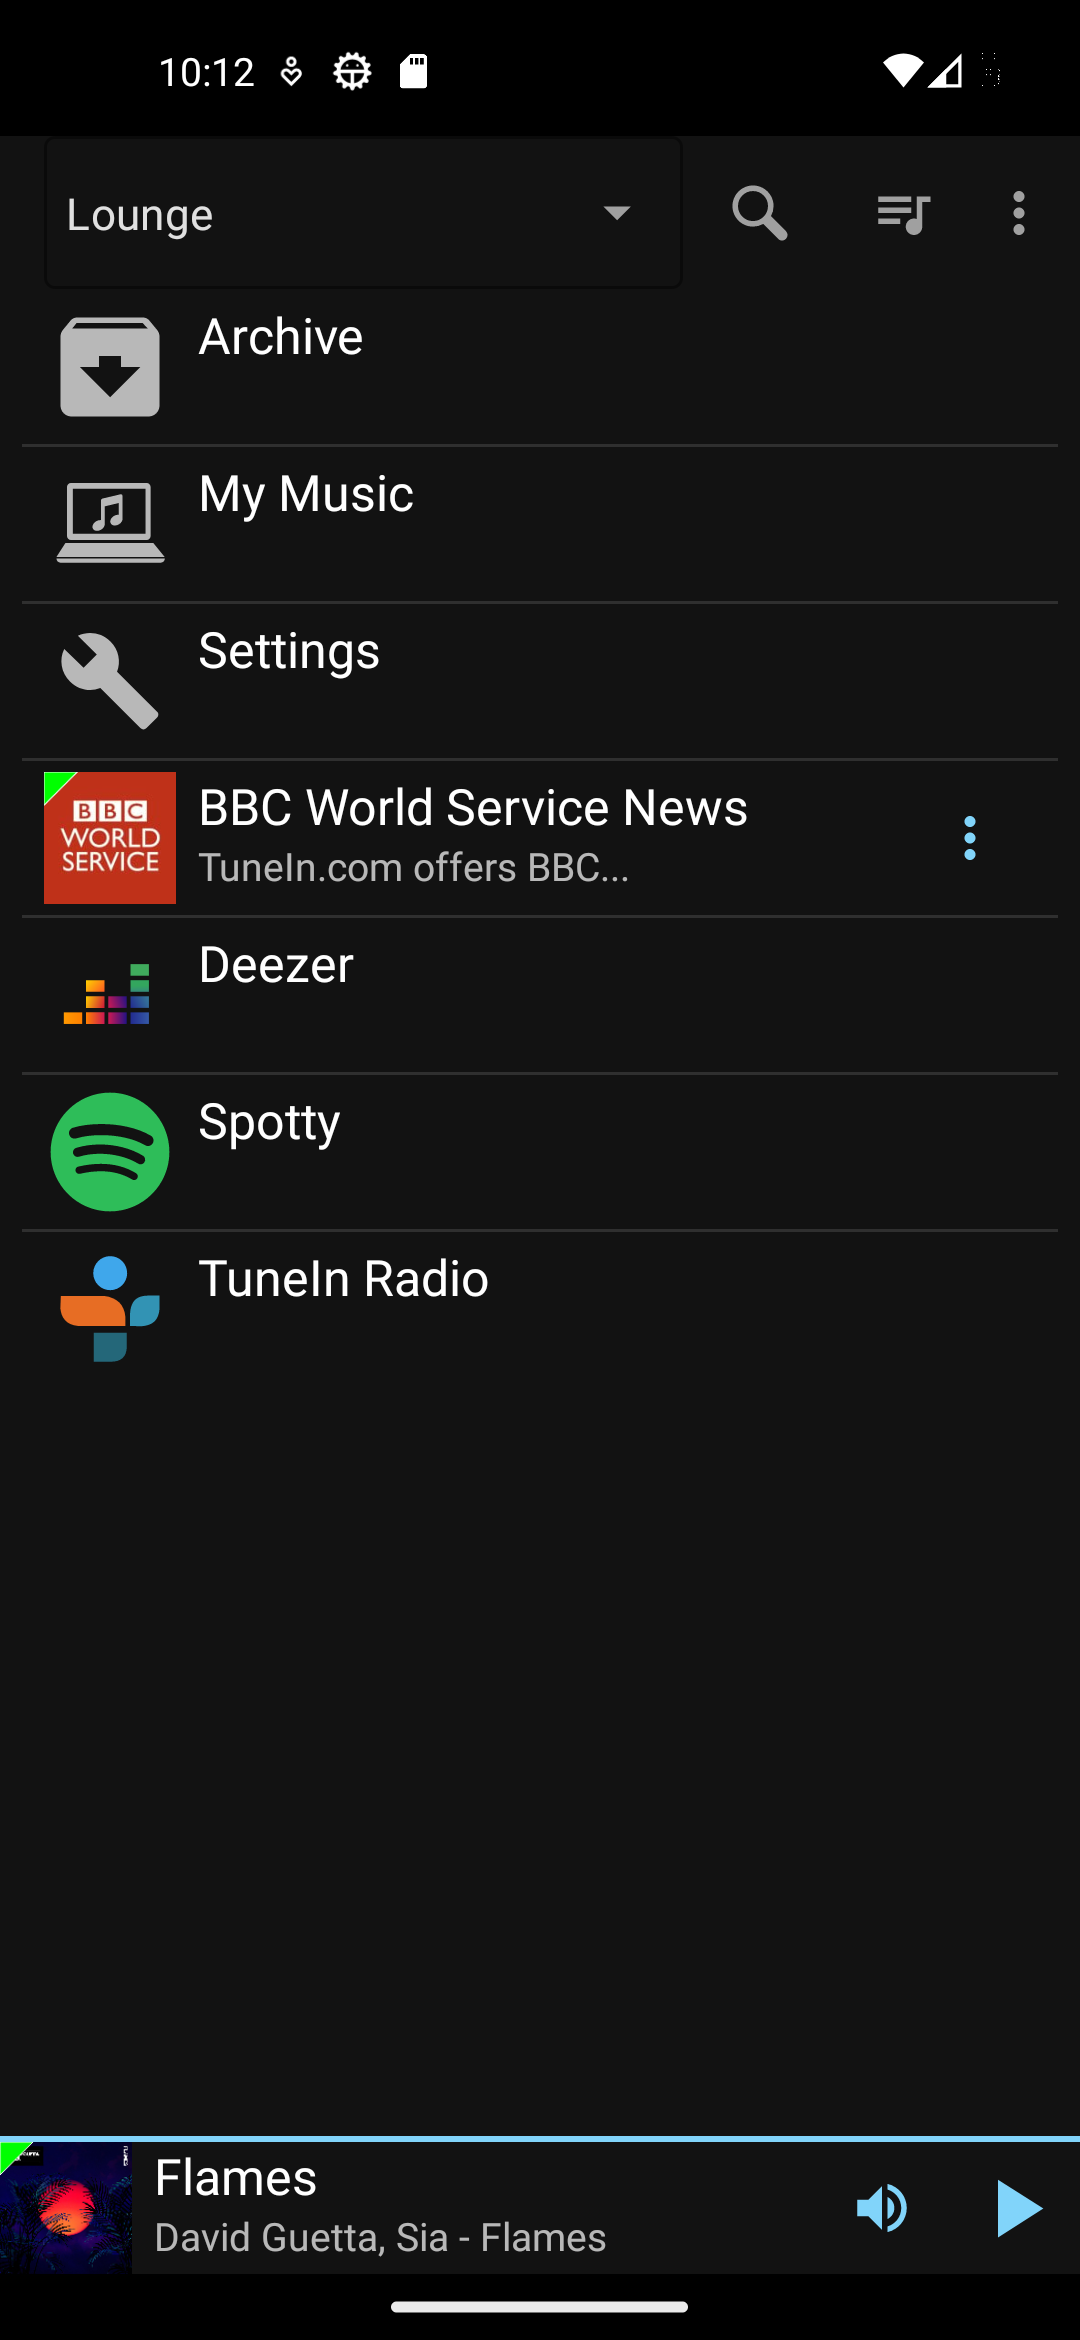 10:12
Lounge
Archive
My Music
Settings
BBC
WORLD
SERVICE
BBC World Service News
TuneIn.com offers BBC...
Deezer
Spotty
TuneIn Radio
Flames
David Guetta, Sia - Flames